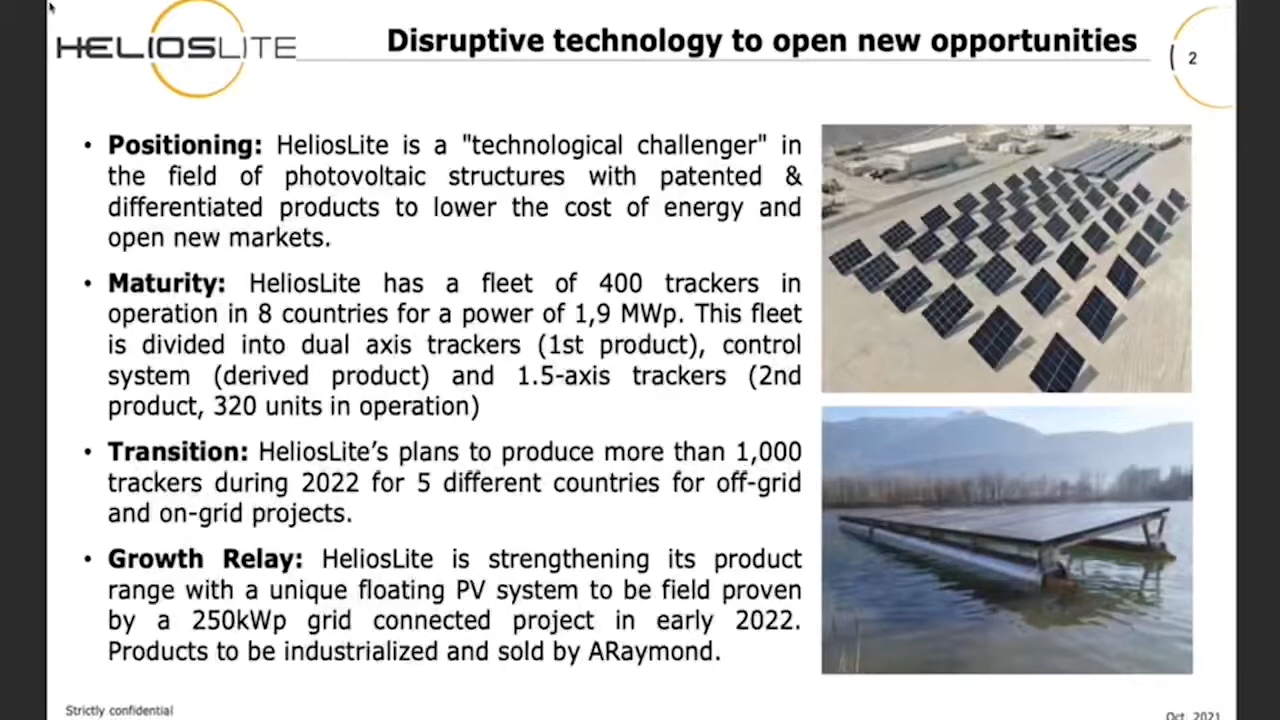 HELIOSLITE
Disruptive technology to open new opportunities
2
• Positioning: HeliosLite is a "technological challenger" in
the field of photovoltaic structures with patented &
differentiated products to lower the cost of energy and
open new markets.
• Maturity: HeliosLite has a fleet of 400 trackers in
operation in 8 countries for a power of 1,9 MWp. This fleet
is divided into dual axis trackers (1st product), control
system (derived product) and 1.5-axis trackers (2nd
product, 320 units in operation)
• Transition: HeliosLite’s plans to produce more than 1,000
trackers during 2022 for 5 different countries for off-grid
and on-grid projects.
• Growth Relay: HeliosLite is strengthening its product
range with a unique floating PV system to be field proven
by a 250kWp grid connected project in early 2022.
Products to be industrialized and sold by ARaymond.
Strictly confidential
Oct. 2021